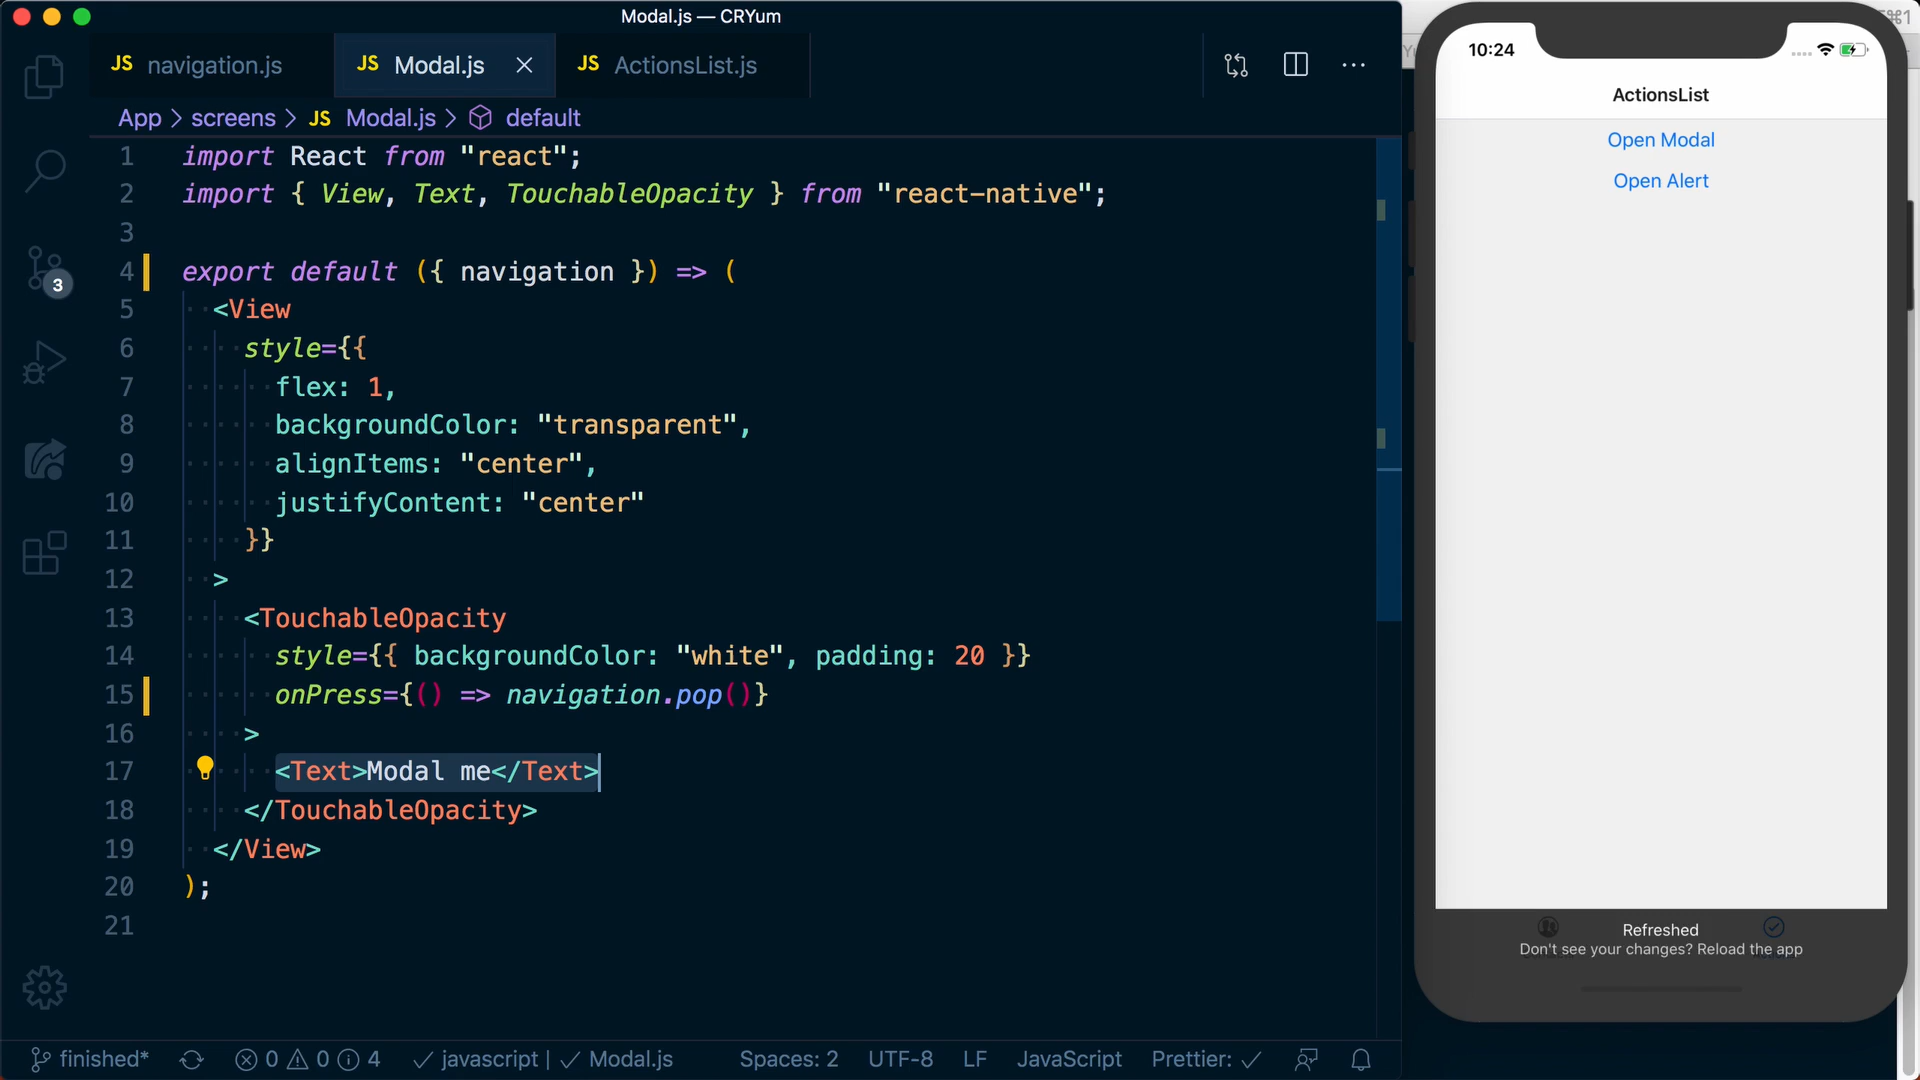 Modal.js — CRYum
JS navigation.js
JS Modal.js
JS ActionsList.js
App > screens > JS Modal.js > default
1 import React from "react";
2 import { View, Text, TouchableOpacity } from "react-native";
3
4 export default ({ navigation }) => (
5 <View
6 style={{
7 flex: 1,
8 backgroundColor: "transparent",
9 alignItems: "center",
10 justifyContent: "center"
11 }}
12 >
13 <TouchableOpacity
14 style={{ backgroundColor: "white", padding: 20 }}
15 onPress={() => navigation.pop()}
16 >
17 <Text>Modal me</Text>
18 </TouchableOpacity>
19 </View>
20 );
21
3
finished* 0 0 4 javascript | Modal.js Spaces: 2 UTF-8 LF JavaScript Prettier:
⌘1
10:24
ActionsList
Open Modal
Open Alert
Refreshed
Don't see your changes? Reload the app